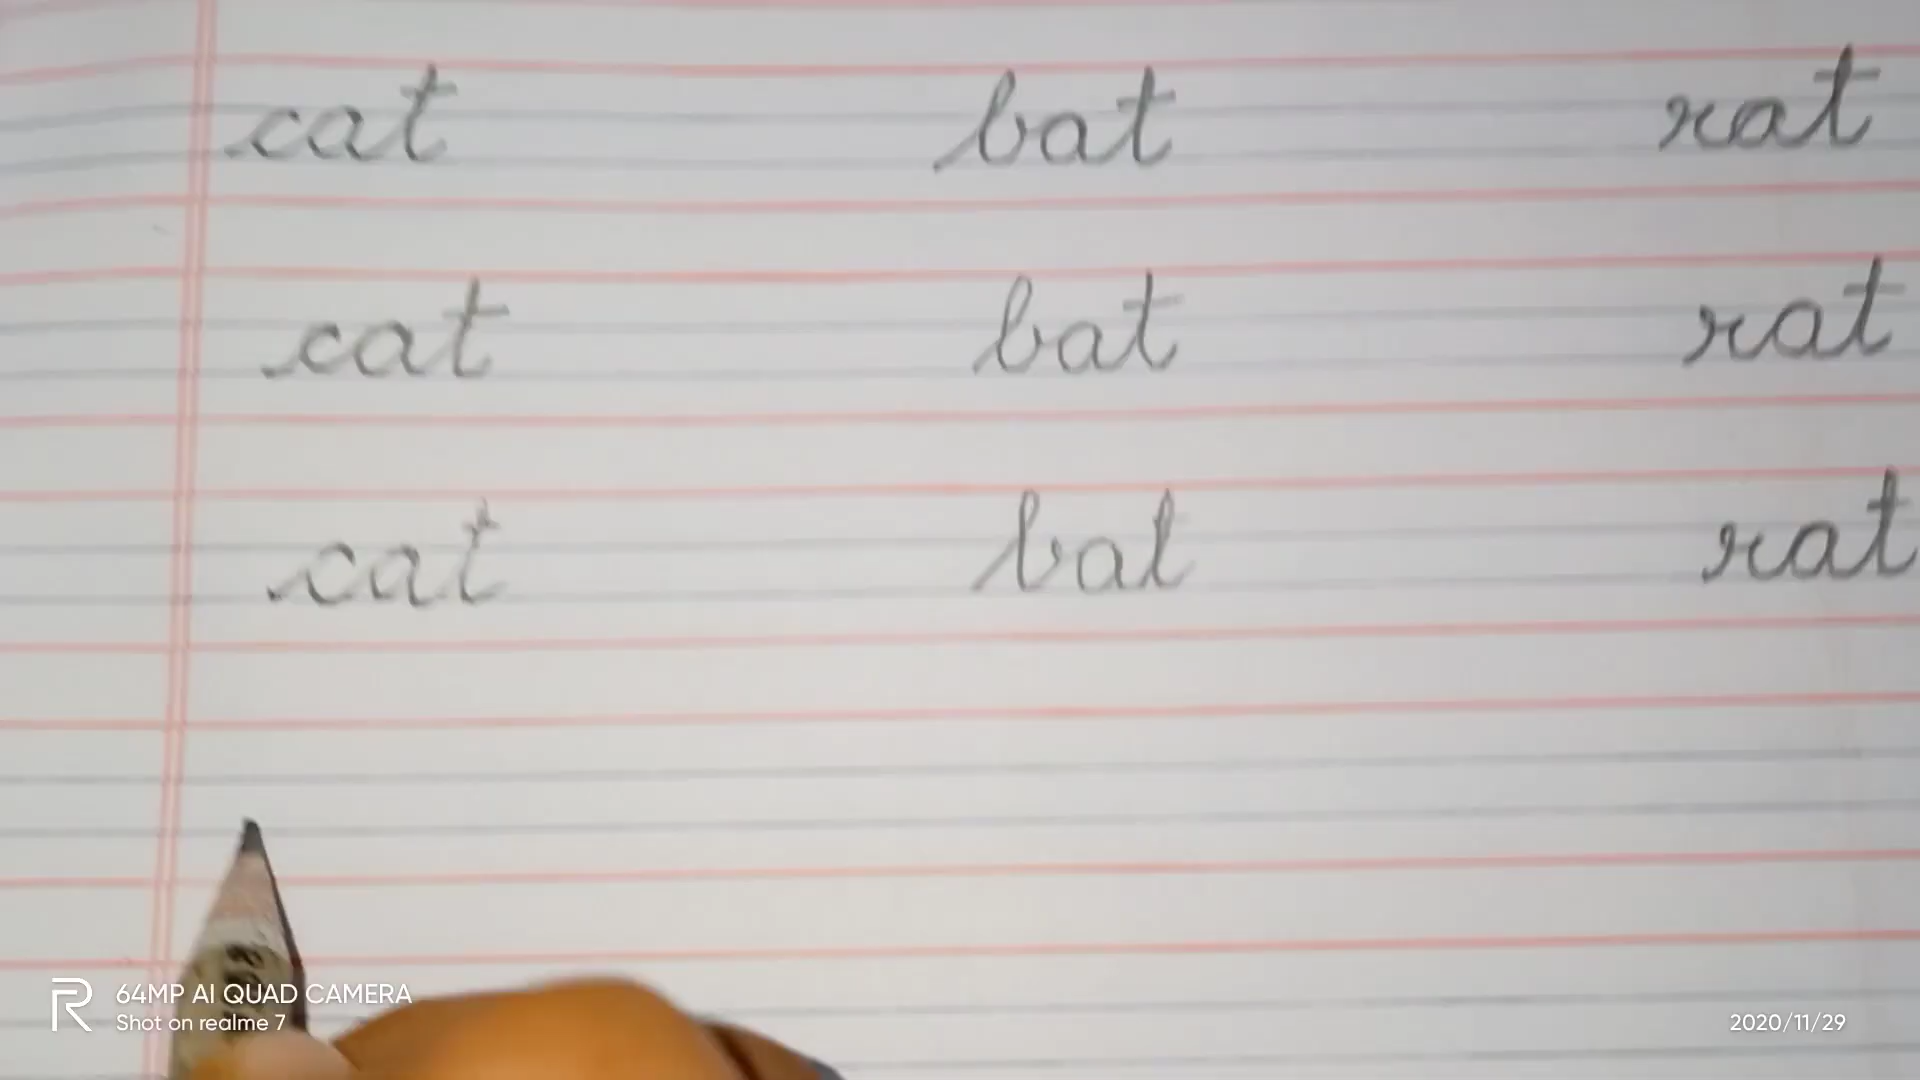 cat bat rat
cat bat rat
cat bat rat
64MP AI QUAD CAMERA
Shot on realme 7
2020/11/29